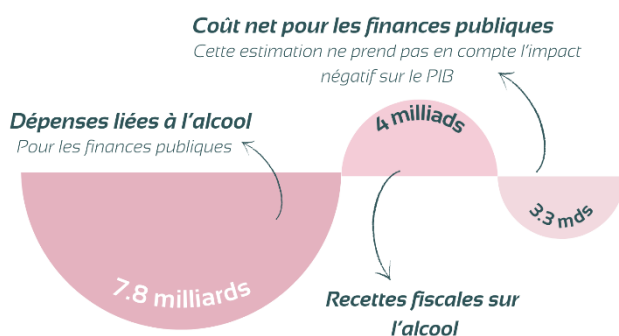 Coût net pour les finances publiques
Cette estimation ne prend pas en compte l'impact
négatif sur le PIB
Dépenses liées à l'alcool
Pour les finances publiques
4 milliads
3.3 mds
7.8 milliards
Recettes fiscales sur
l'alcool